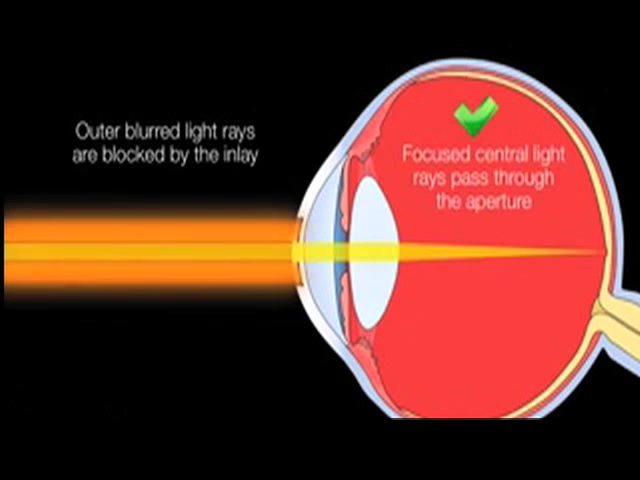 Outer blurred light rays
are blocked by the inlay
Focused central light
rays pass through
the aperture